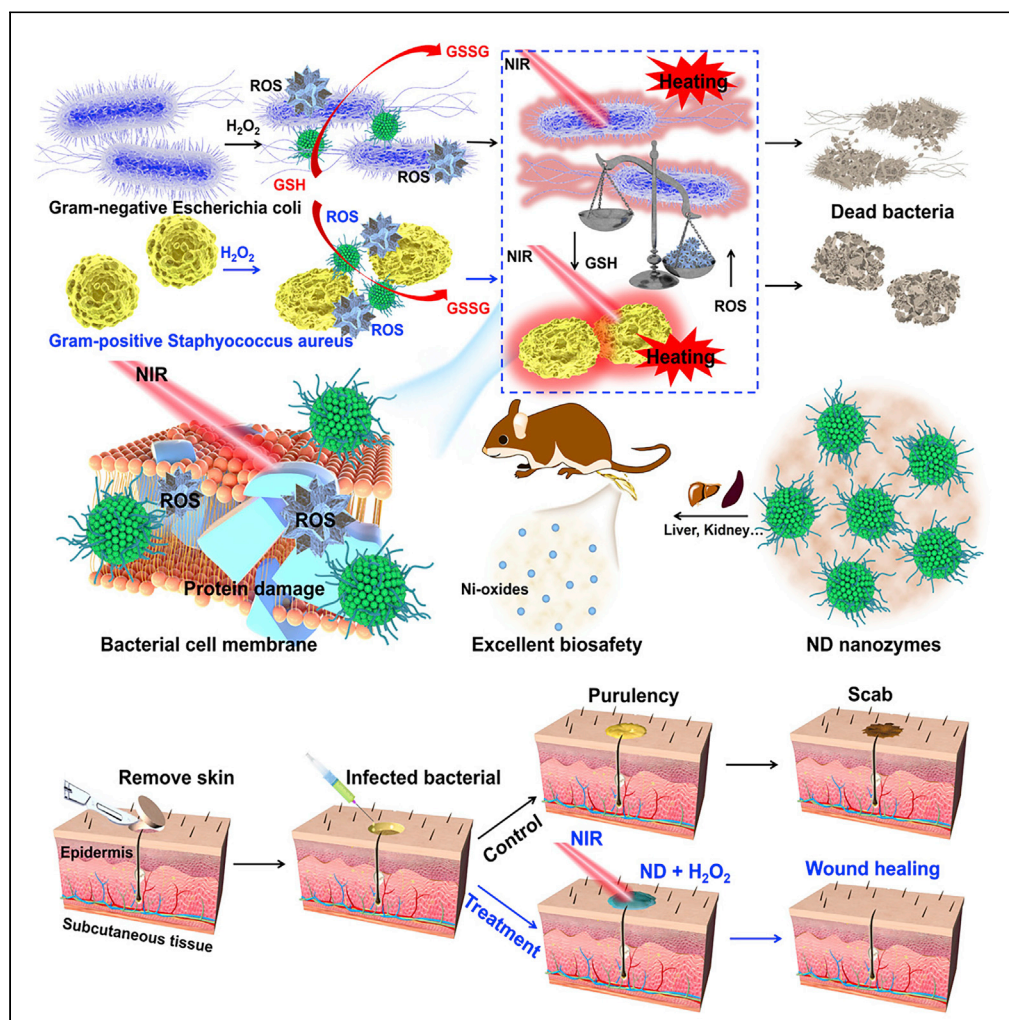 GSSG
NIR
Heating
ROS
H₂O₂
ROS
GSH
Gram-negative Escherichia coli
Dead bacteria
ROS
H₂O₂
NIR
GSH
ROS
ROS
GSSG
Gram-positive Staphyococcus aureus
Heating
NIR
ROS
ROS
Liver, Kidney...
Protein damage
Ni-oxides
Bacterial cell membrane
Excellent biosafety
ND nanozymes
Purulency
Scab
Remove skin
Infected bacterial
Control
Epidermis
NIR
ND + H₂O₂
Wound healing
Treatment
Subcutaneous tissue